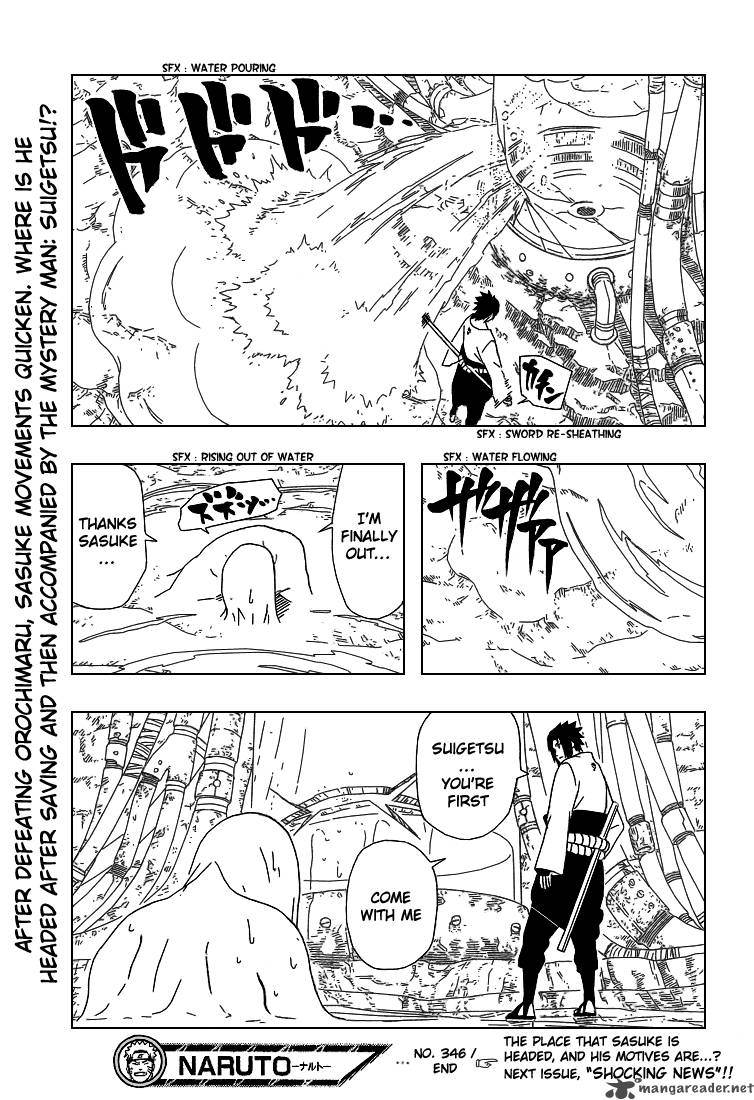 SFX : WATER POURING
ドドド...
カチン
SFX : SWORD RE-SHEATHING
SFX : WATER FLOWING
ザザァァ
SFX : RISING OUT OF WATER
ズズズ...
I'M
FINALLY
OUT...
THANKS
SASUKE
...
SUIGETSU
...
YOU'RE
FIRST
COME
WITH ME
AFTER DEFEATING OROCHIMARU, SASUKE MOVEMENTS QUICKEN. WHERE IS HE
HEADED AFTER SAVING AND THEN ACCOMPANIED BY THE MYSTERY MAN: SUIGETSU!?
NARUTO -ナルト-
... NO. 346 /
END
☞ THE PLACE THAT SASUKE IS
HEADED, AND HIS MOTIVES ARE...?
NEXT ISSUE, "SHOCKING NEWS"!!
mangareader.net